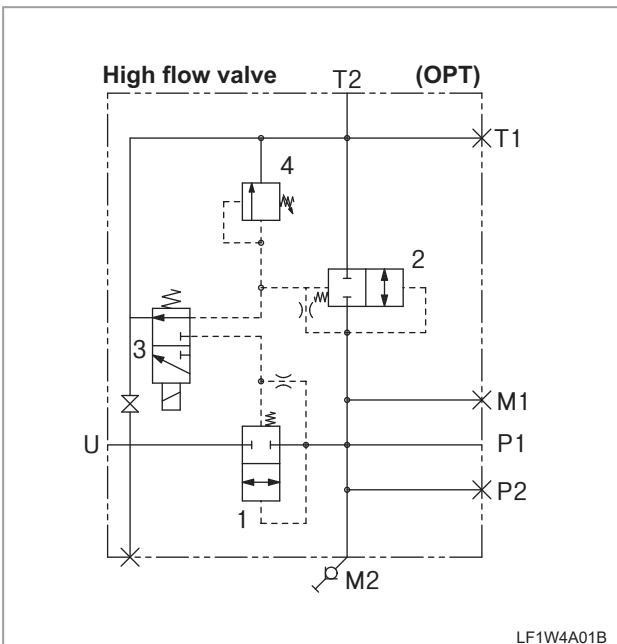 High flow valve
T2
(OPT)
T1
4
2
3
M1
U
P1
1
P2
M2
LF1W4A01B